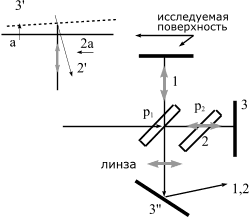 исследуемая
поверхность
3'
a
2a
2'
1
p₁
p₂
3
2
линза
1,2
3"